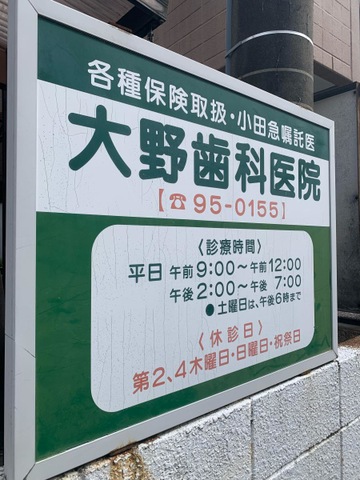 各種保険取扱・小田急嘱託医
大野歯科医院
【☎95-0155】
〈診療時間〉
平日 午前9:00〜午前12:00
午後2:00〜午後 7:00
●土曜日は、午後6時まで
〈休診日〉
第2、4木曜日・日曜日・祝祭日